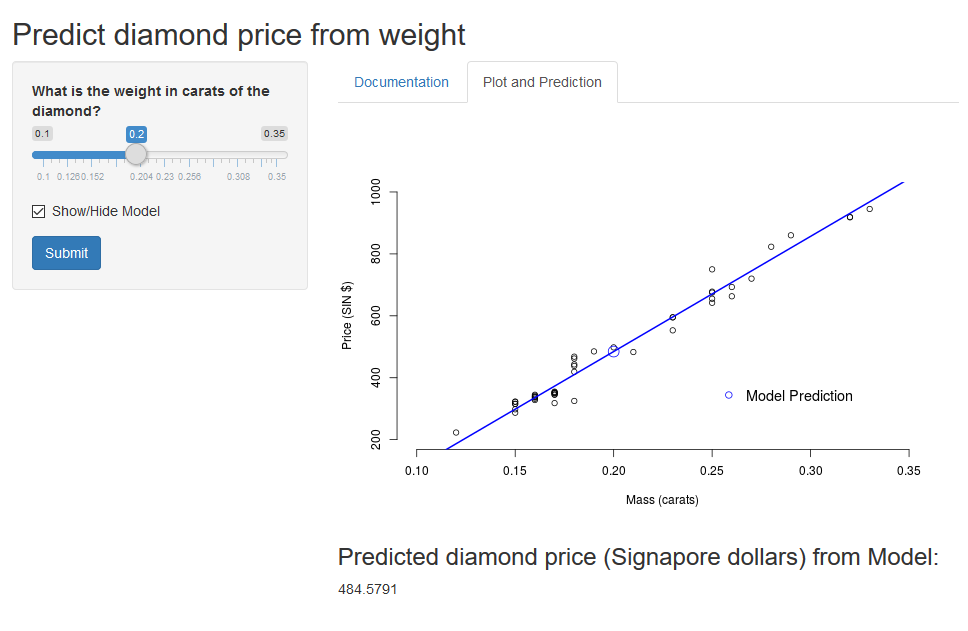 Predict diamond price from weight
What is the weight in carats of the
diamond?
0.1 0.2 0.35
0.1 0.126 0.152 0.204 0.23 0.256 0.308 0.35
Show/Hide Model
Submit
Documentation Plot and Prediction
1000
800
600
400
200
Price (SIN $)
Model Prediction
0.10 0.15 0.20 0.25 0.30 0.35
Mass (carats)
Predicted diamond price (Signapore dollars) from Model:
484.5791